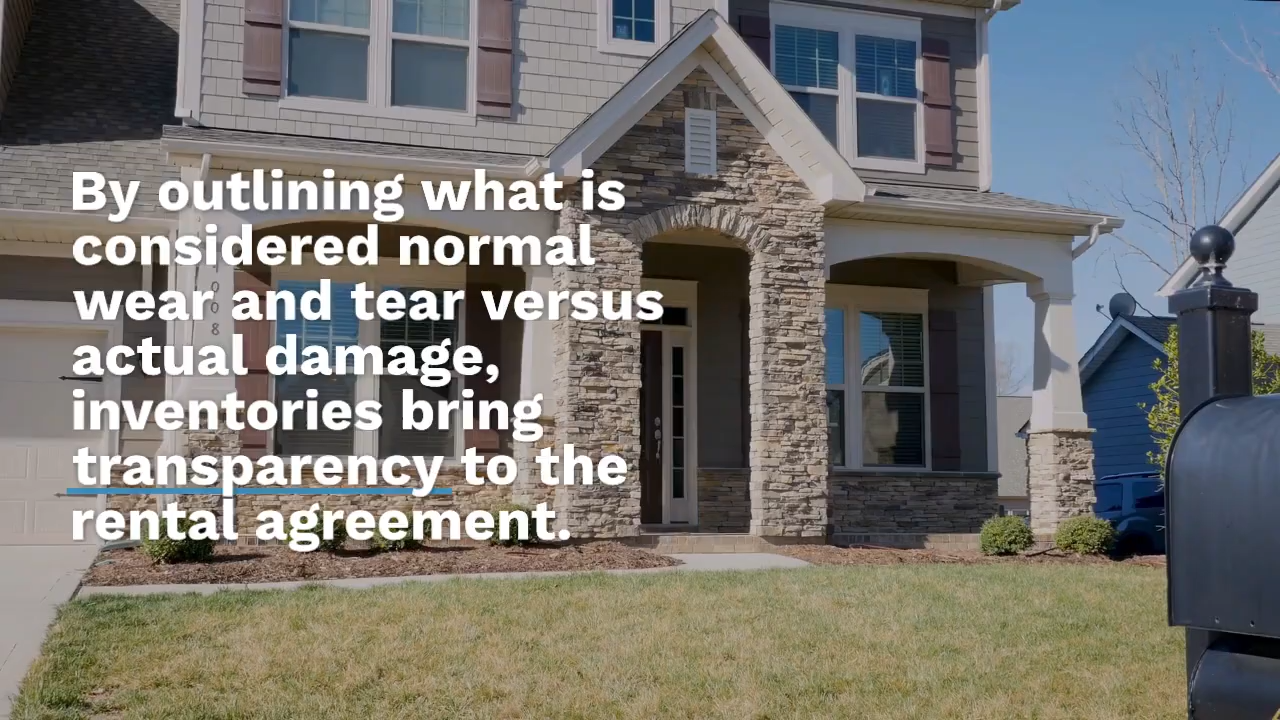 By outlining what is
considered normal
wear and tear versus
actual damage,
inventories bring
transparency to the
rental agreement.